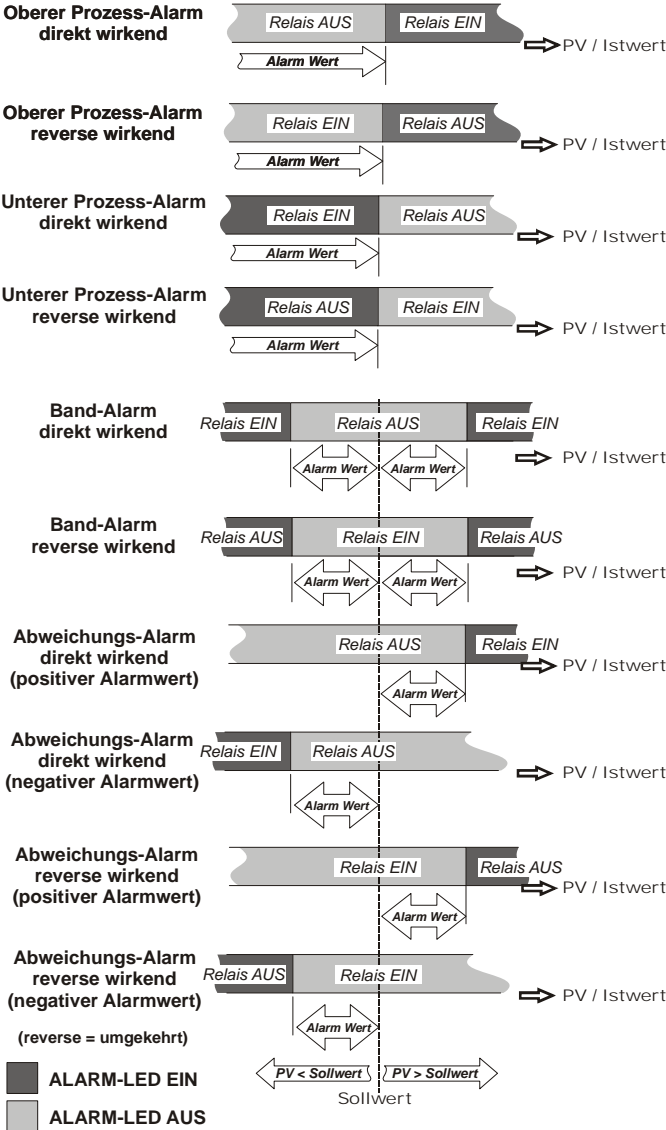 Oberer Prozess-Alarm
direkt wirkend
Relais AUS
Relais EIN
Alarm Wert
PV / Istwert
Oberer Prozess-Alarm
reverse wirkend
Relais EIN
Relais AUS
Alarm Wert
PV / Istwert
Unterer Prozess-Alarm
direkt wirkend
Relais EIN
Relais AUS
Alarm Wert
PV / Istwert
Unterer Prozess-Alarm
reverse wirkend
Relais AUS
Relais EIN
Alarm Wert
PV / Istwert
Band-Alarm
direkt wirkend
Relais EIN
Relais AUS
Relais EIN
Alarm Wert
Alarm Wert
PV / Istwert
Band-Alarm
reverse wirkend
Relais AUS
Relais EIN
Relais AUS
Alarm Wert
Alarm Wert
PV / Istwert
Abweichungs-Alarm
direkt wirkend
(positiver Alarmwert)
Relais AUS
Relais EIN
Alarm Wert
PV / Istwert
Abweichungs-Alarm
direkt wirkend
(negativer Alarmwert)
Relais EIN
Relais AUS
Alarm Wert
PV / Istwert
Abweichungs-Alarm
reverse wirkend
(positiver Alarmwert)
Relais EIN
Relais AUS
Alarm Wert
PV / Istwert
Abweichungs-Alarm
reverse wirkend
(negativer Alarmwert)
Relais AUS
Relais EIN
Alarm Wert
PV / Istwert
(reverse = umgekehrt)
PV < Sollwert
PV > Sollwert
Sollwert
ALARM-LED EIN
ALARM-LED AUS